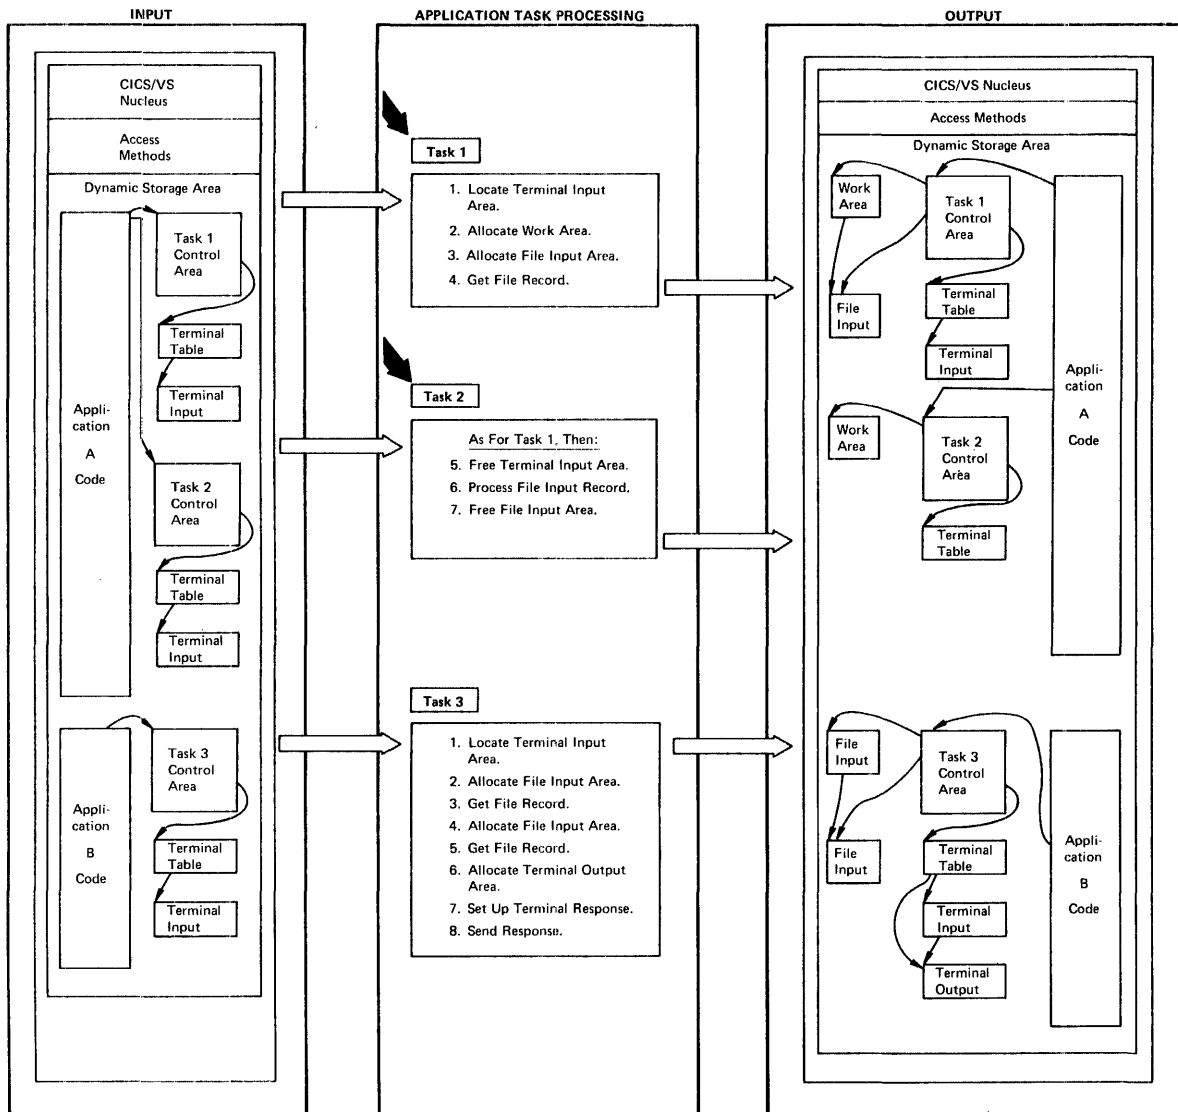 INPUT
CICS/VS
Nucleus
Access
Methods
Dynamic Storage Area
Task 1
Control
Area
Terminal
Table
Terminal
Input
Appli-
cation
A
Code
Task 2
Control
Area
Terminal
Table
Terminal
Input
Task 3
Control
Area
Appli-
cation
B
Code
Terminal
Table
Terminal
Input
APPLICATION TASK PROCESSING
Task 1
1. Locate Terminal Input
Area.
2. Allocate Work Area.
3. Allocate File Input Area.
4. Get File Record.
Task 2
As For Task 1, Then:
5. Free Terminal Input Area.
6. Process File Input Record.
7. Free File Input Area.
Task 3
1. Locate Terminal Input
Area.
2. Allocate File Input Area.
3. Get File Record.
4. Allocate File Input Area.
5. Get File Record.
6. Allocate Terminal Output
Area.
7. Set Up Terminal Response.
8. Send Response.
OUTPUT
CICS/VS Nucleus
Access Methods
Dynamic Storage Area
Work
Area
Task 1
Control
Area
File
Input
Terminal
Table
Terminal
Input
Appli-
cation
A
Code
Work
Area
Task 2
Control
Area
Terminal
Table
File
Input
Task 3
Control
Area
File
Input
Terminal
Table
Terminal
Input
Terminal
Output
Appli-
cation
B
Code